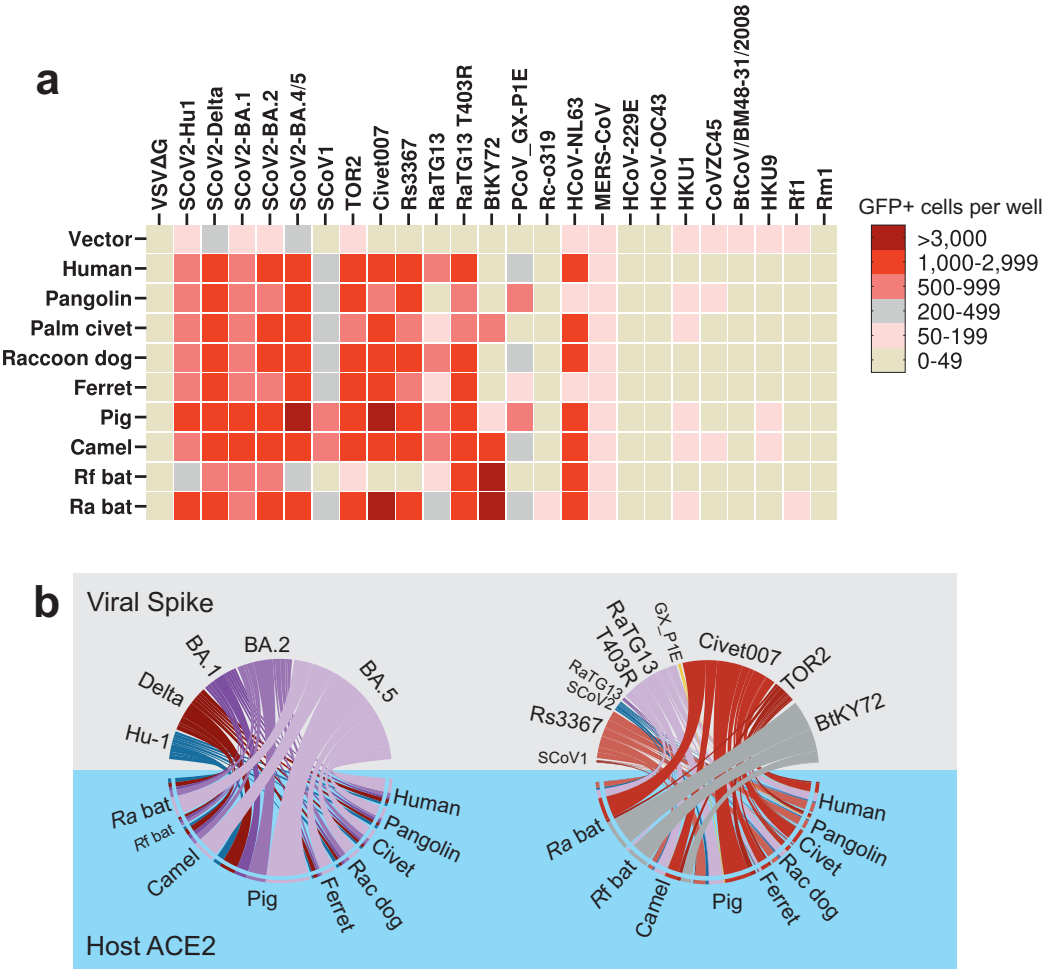 a
VSVΔG
SCoV2-Hu1
SCoV2-Delta
SCoV2-BA.1
SCoV2-BA.2
SCoV2-BA.4/5
SCoV1
TOR2
Civet007
Rs3367
RaTG13
RaTG13 T403R
BtKY72
PCoV_GX-P1E
Rc-o319
HCoV-NL63
MERS-CoV
HCoV-229E
HCoV-OC43
HKU1
CoVZC45
BtCoV/BM48-31/2008
HKU9
Rf1
Rm1
Vector
Human
Pangolin
Palm civet
Raccoon dog
Ferret
Pig
Camel
Rf bat
Ra bat
GFP+ cells per well
>3,000
1,000-2,999
500-999
200-499
50-199
0-49
b
Viral Spike
Hu-1
Delta
BA.1
BA.2
BA.5
Ra bat
Rf bat
Camel
Pig
Ferret
Rac dog
Civet
Pangolin
Human
SCoV1
Rs3367
SCoV2
RaTG13
RaTG13
T403R
GX_P1E
Civet007
TOR2
BtKY72
Ra bat
Rf bat
Camel
Pig
Ferret
Rac dog
Civet
Pangolin
Human
Host ACE2